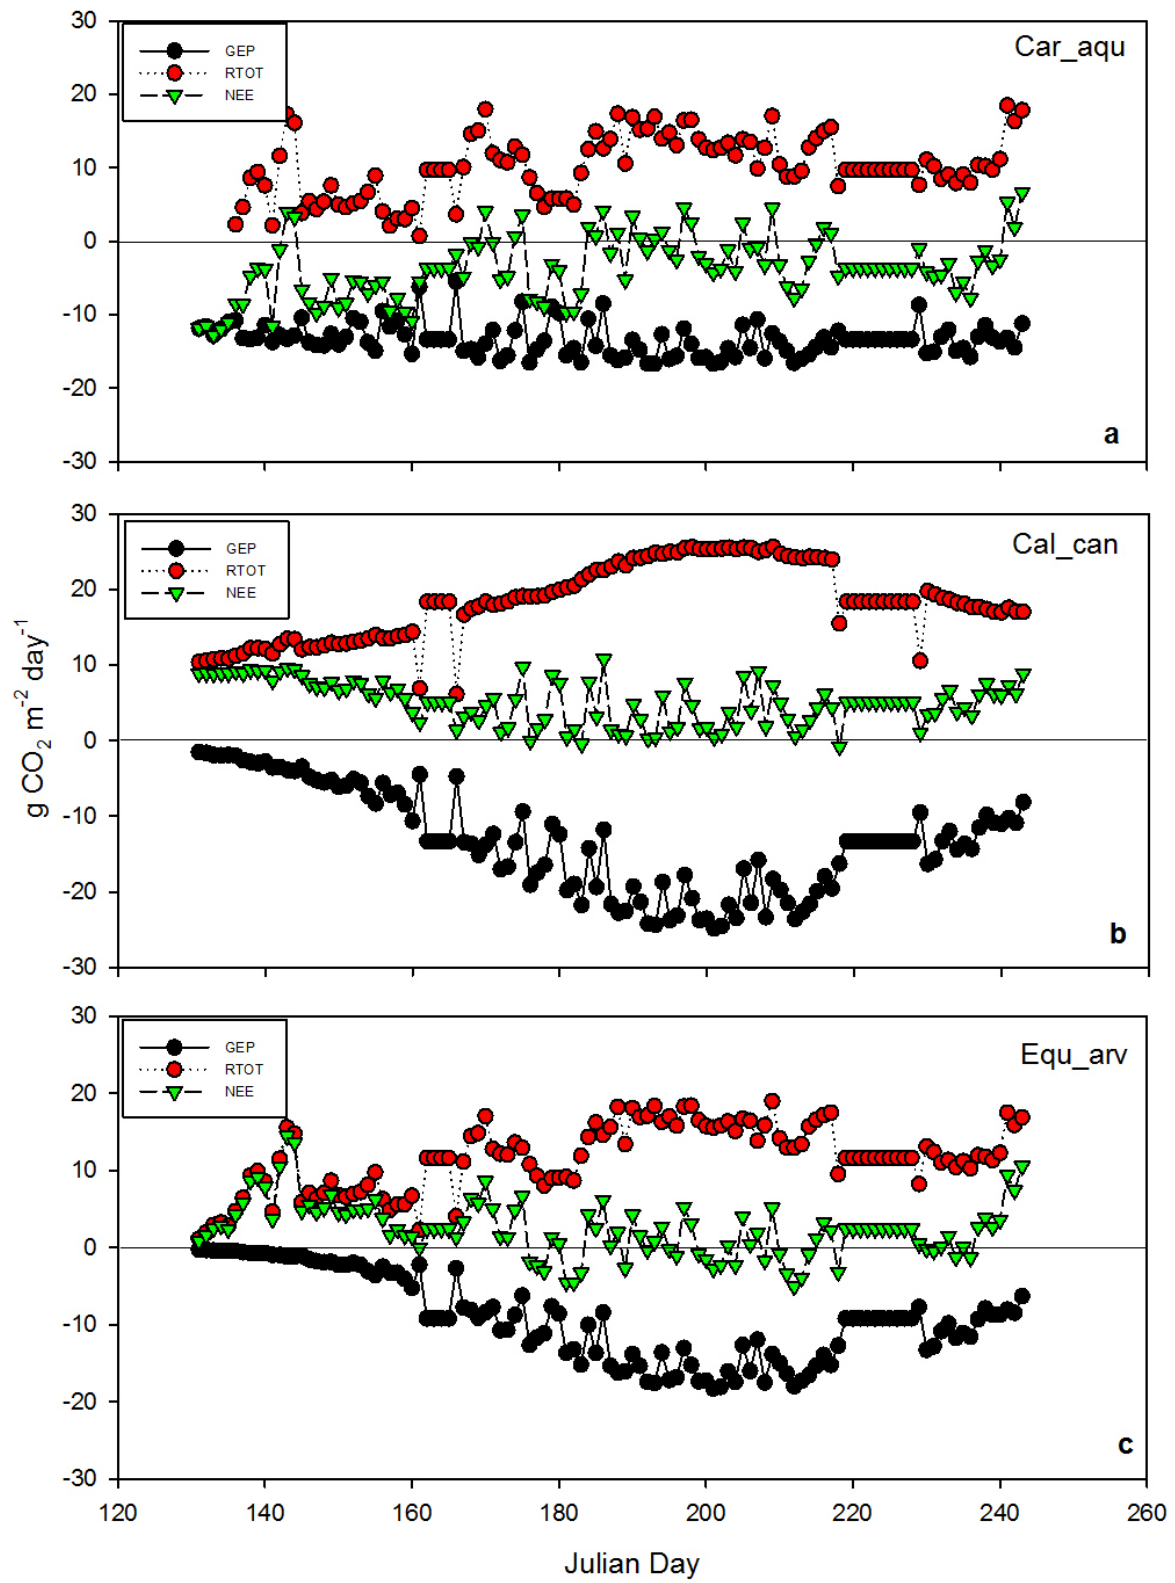 30
20
10
0
-10
-20
-30
GEP
RTOT
NEE
Car_aqu
a
30
20
10
0
-10
-20
-30
GEP
RTOT
NEE
Cal_can
b
g CO₂ m⁻² day⁻¹
30
20
10
0
-10
-20
-30
GEP
RTOT
NEE
Equ_arv
c
120 140 160 180 200 220 240 260
Julian Day